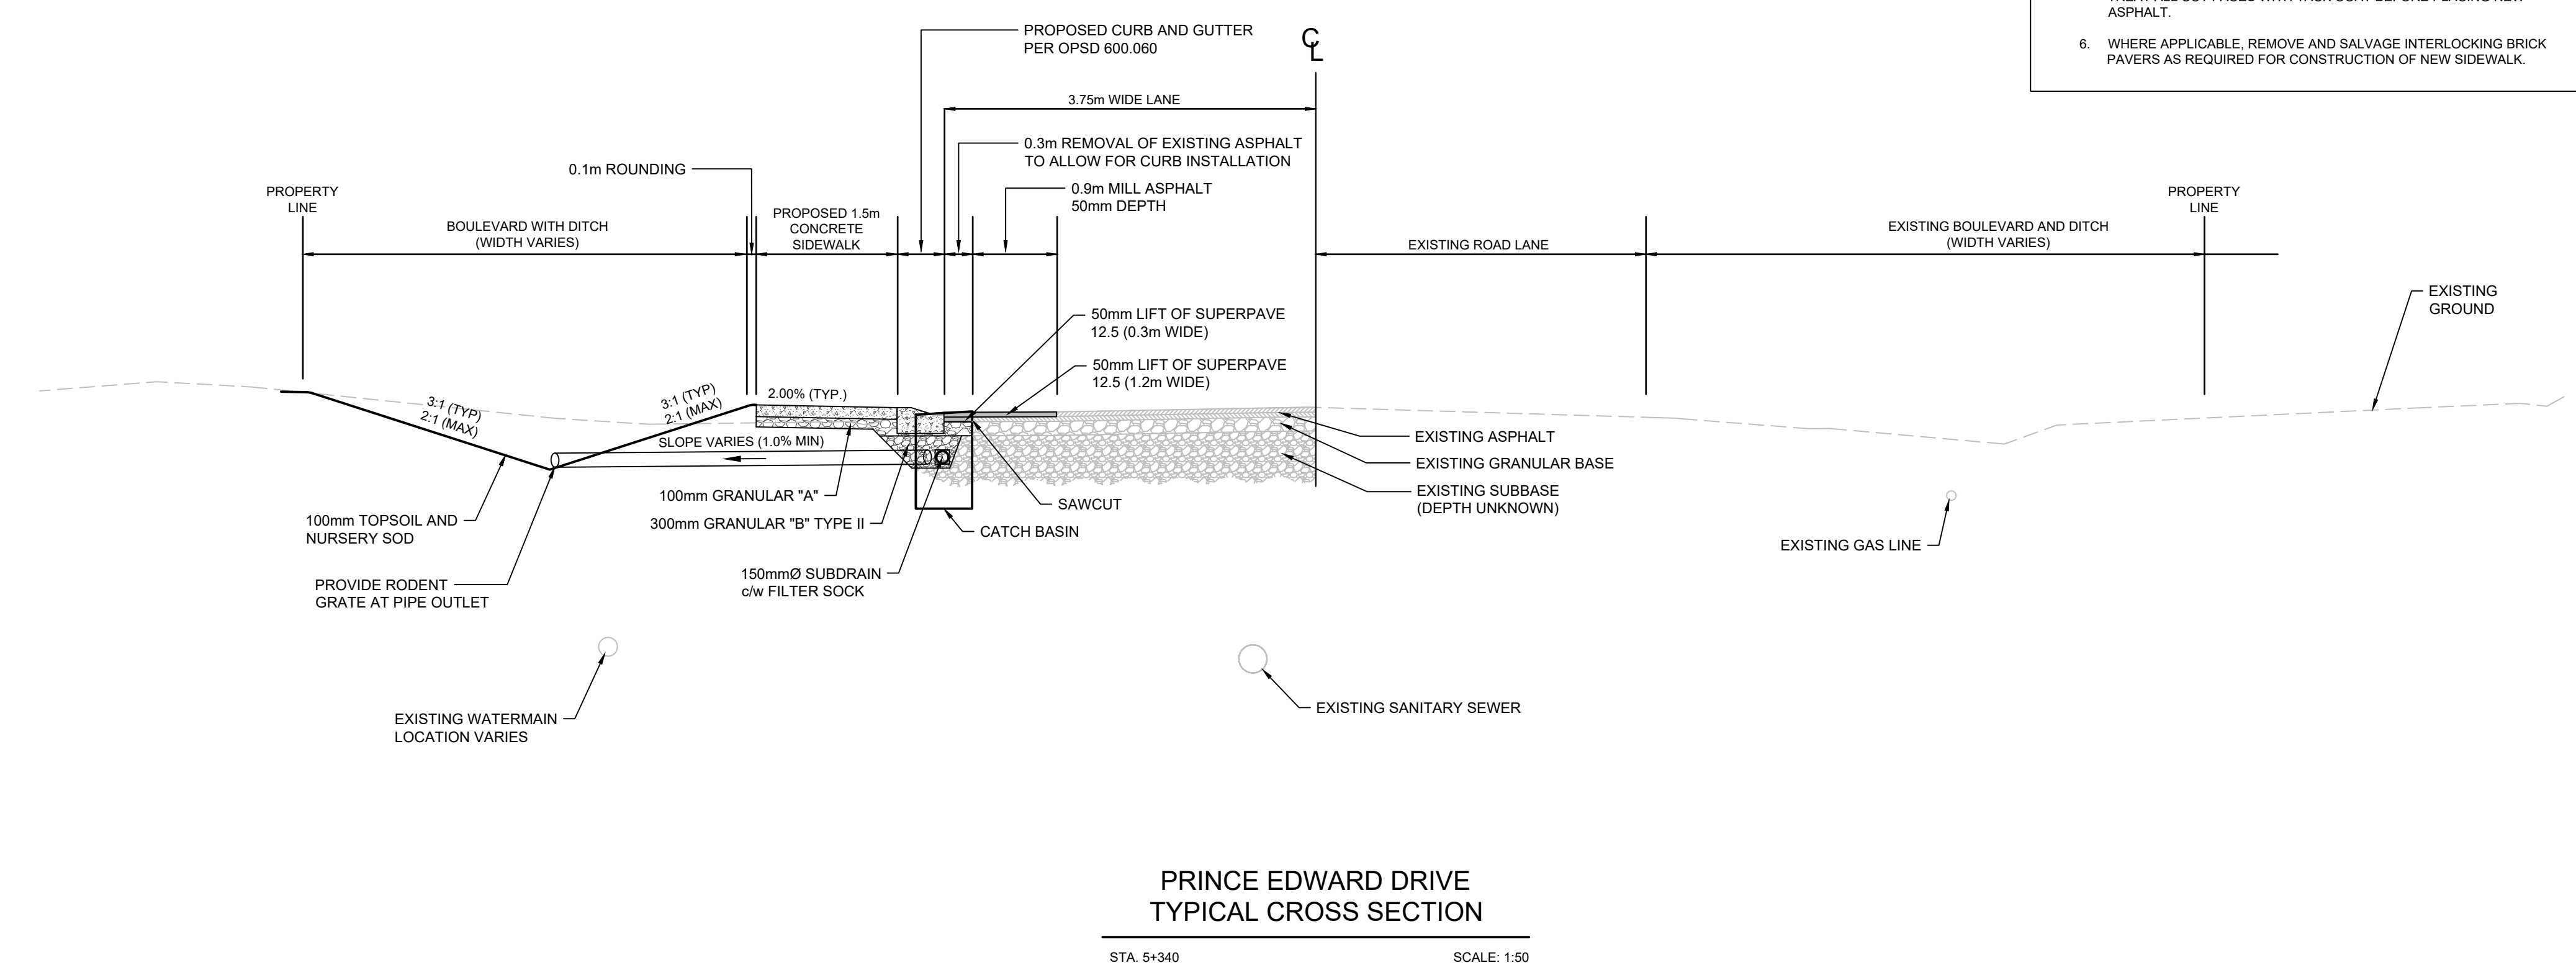 ASPHALT.
6. WHERE APPLICABLE, REMOVE AND SALVAGE INTERLOCKING BRICK
PAVERS AS REQUIRED FOR CONSTRUCTION OF NEW SIDEWALK.
PROPOSED CURB AND GUTTER
PER OPSD 600.060
CL
3.75m WIDE LANE
0.3m REMOVAL OF EXISTING ASPHALT
TO ALLOW FOR CURB INSTALLATION
0.1m ROUNDING
0.9m MILL ASPHALT
50mm DEPTH
PROPERTY
LINE
BOULEVARD WITH DITCH
(WIDTH VARIES)
PROPOSED 1.5m
CONCRETE
SIDEWALK
EXISTING ROAD LANE
EXISTING BOULEVARD AND DITCH
(WIDTH VARIES)
PROPERTY
LINE
EXISTING
GROUND
50mm LIFT OF SUPERPAVE
12.5 (0.3m WIDE)
50mm LIFT OF SUPERPAVE
12.5 (1.2m WIDE)
3:1 (TYP)
2:1 (MAX)
3:1 (TYP)
2:1 (MAX)
2.00% (TYP.)
SLOPE VARIES (1.0% MIN)
EXISTING ASPHALT
EXISTING GRANULAR BASE
EXISTING SUBBASE
(DEPTH UNKNOWN)
100mm GRANULAR "A"
300mm GRANULAR "B" TYPE II
SAWCUT
CATCH BASIN
100mm TOPSOIL AND
NURSERY SOD
PROVIDE RODENT
GRATE AT PIPE OUTLET
150mmØ SUBDRAIN
c/w FILTER SOCK
EXISTING GAS LINE
EXISTING WATERMAIN
LOCATION VARIES
EXISTING SANITARY SEWER
PRINCE EDWARD DRIVE
TYPICAL CROSS SECTION
STA. 5+340
SCALE: 1:50